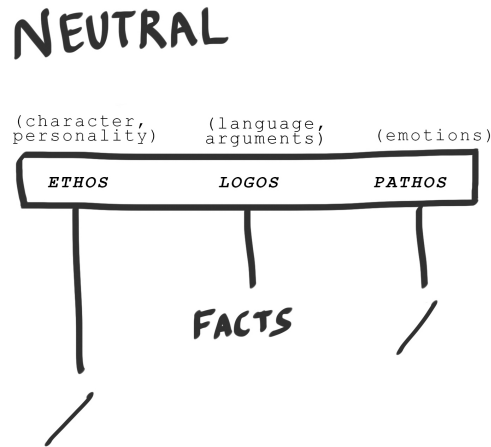 NEUTRAL
(character, personality)
(language, arguments)
(emotions)
ETHOS LOGOS PATHOS
FACTS